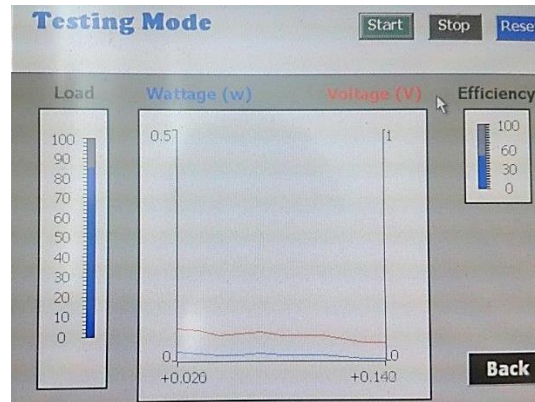 Testing Mode
Start
Stop
Rese
Load
Wattage (w)
Voltage (V)
Efficiency
100
90
80
70
60
50
40
30
20
10
0
0.5
0
1
0
+0.020
+0.140
100
60
30
0
Back